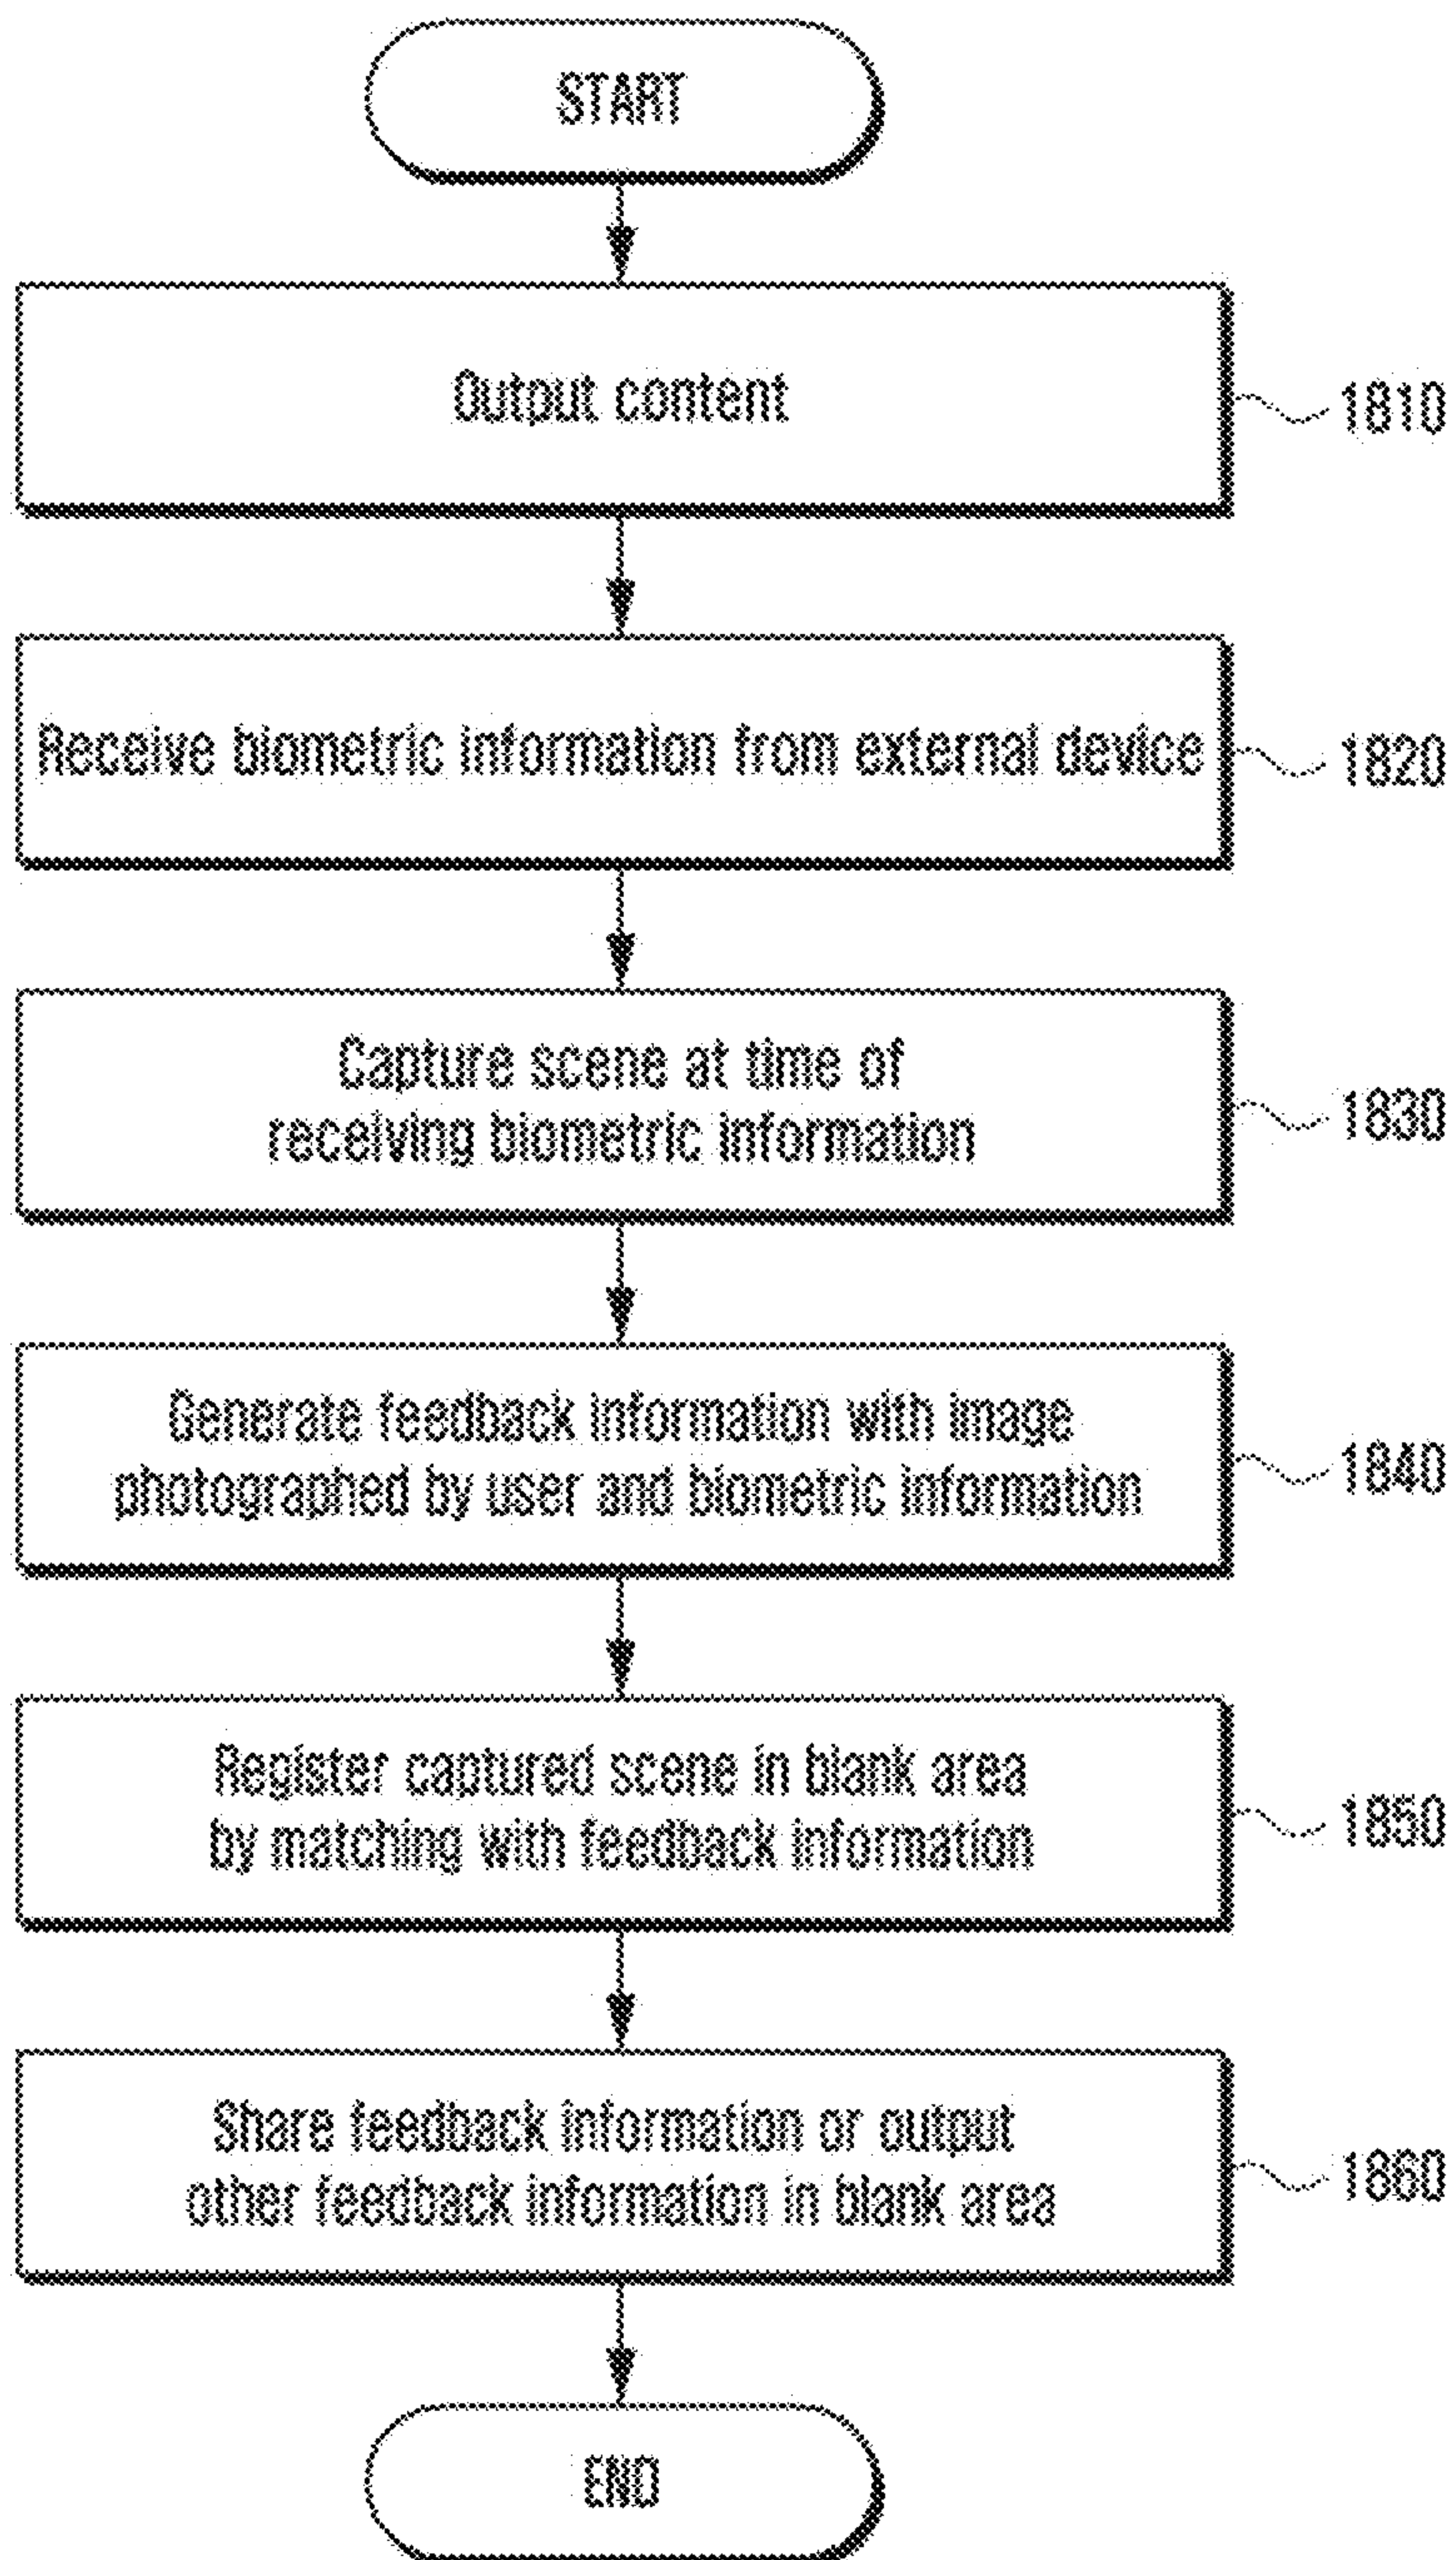 START
Output content
1810
Receive biometric information from external device
1820
Capture scene at time of
receiving biometric information
1830
Generate feedback information with image
photographed by user and biometric information
1840
Register captured scene in blank area
by matching with feedback information
1850
Share feedback information or output
other feedback information in blank area
1860
END